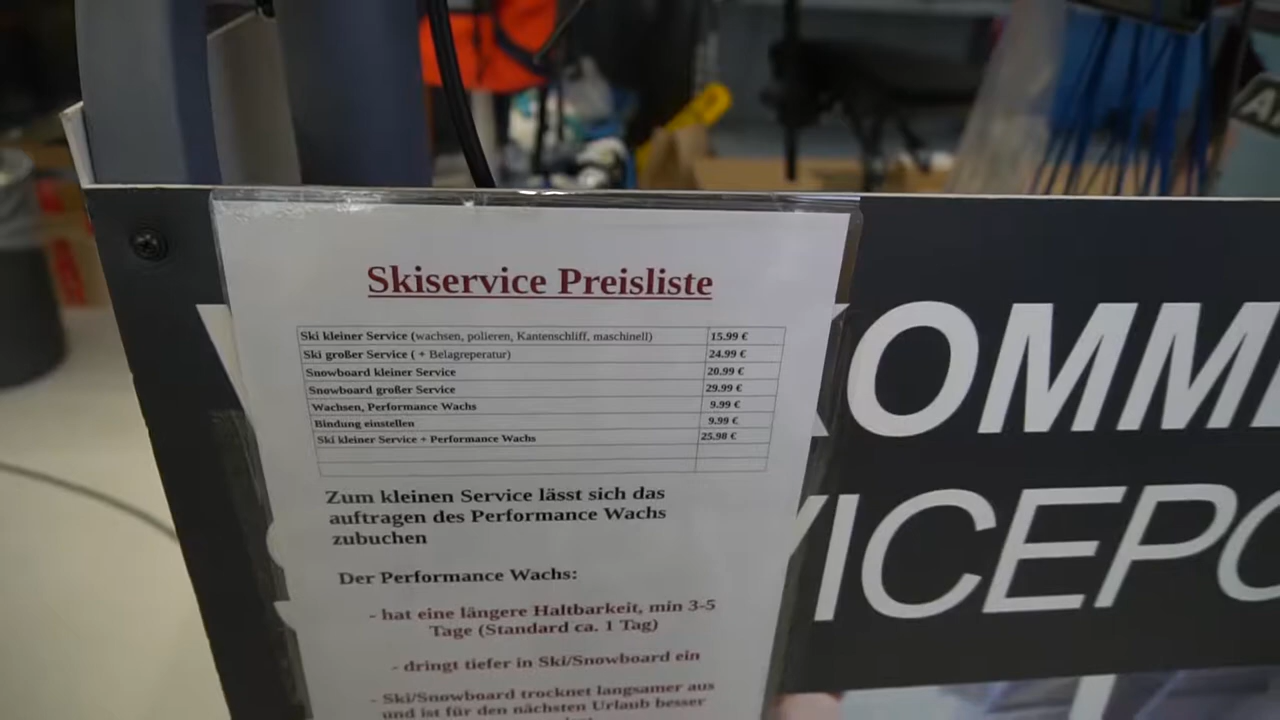 Skiservice Preisliste
Ski kleiner Service (wachsen, polieren, Kantenschliff, maschinell) 15.99 €
Ski großer Service ( + Belagreperatur) 24.99 €
Snowboard kleiner Service 20.99 €
Snowboard großer Service 29.99 €
Wachsen, Performance Wachs 9.99 €
Bindung einstellen 9.99 €
Ski kleiner Service + Performance Wachs 25.98 €
Zum kleinen Service lässt sich das
auftragen des Performance Wachs
zubuchen
Der Performance Wachs:
- hat eine längere Haltbarkeit, min 3-5
Tage (Standard ca. 1 Tag)
- dringt tiefer in Ski/Snowboard ein
- Ski/Snowboard trocknet langsamer aus
und ist für den nächsten Urlaub besser
OMM
ICEPO